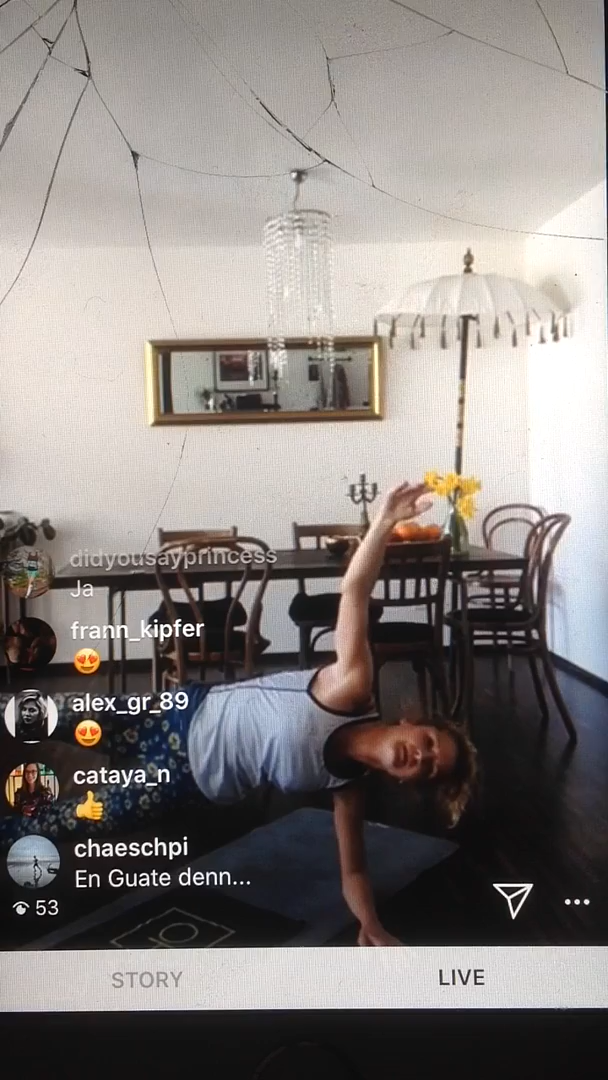 didyousayprincess
Ja
frann_kipfer
😍
alex_gr_89
😍
cataya_n
👍
chaeschpi
En Guate denn...
53
STORY
LIVE